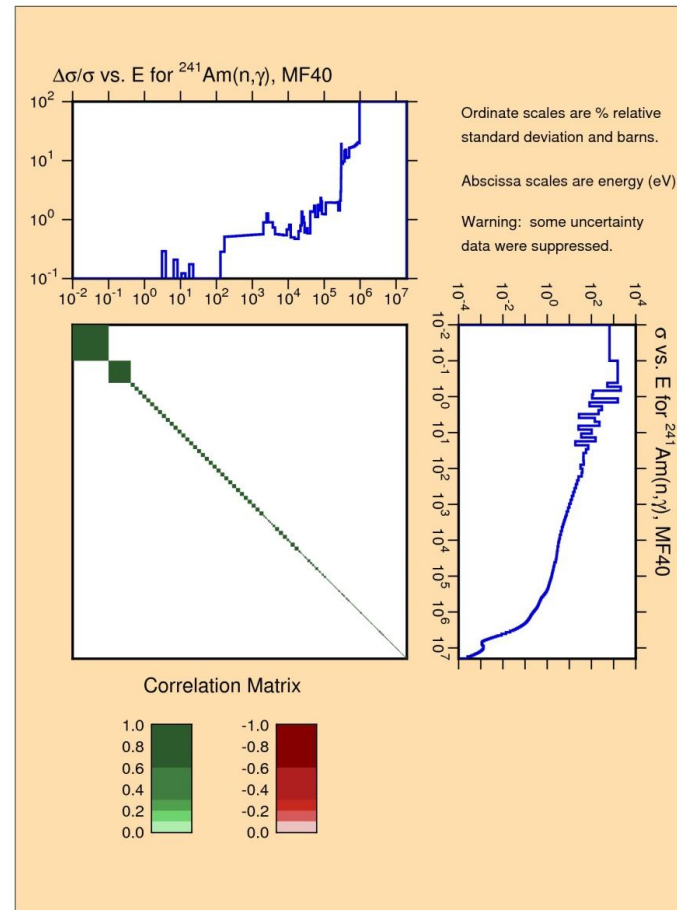 Δσ/σ vs. E for ²⁴¹Am(n,γ), MF40
10²
10¹
10⁰
10⁻¹
10⁻² 10⁻¹ 10⁰ 10¹ 10² 10³ 10⁴ 10⁵ 10⁶ 10⁷
Ordinate scales are % relative
standard deviation and barns.
Abscissa scales are energy (eV)
Warning: some uncertainty
data were suppressed.
10⁻⁴ 10⁻² 10⁰ 10² 10⁴
σ vs. E for ²⁴¹Am(n,γ), MF40
10⁻²
10⁻¹
10⁰
10¹
10²
10³
10⁴
10⁵
10⁶
10⁷
Correlation Matrix
1.0
0.8
0.6
0.4
0.2
0.0
-1.0
-0.8
-0.6
-0.4
-0.2
0.0